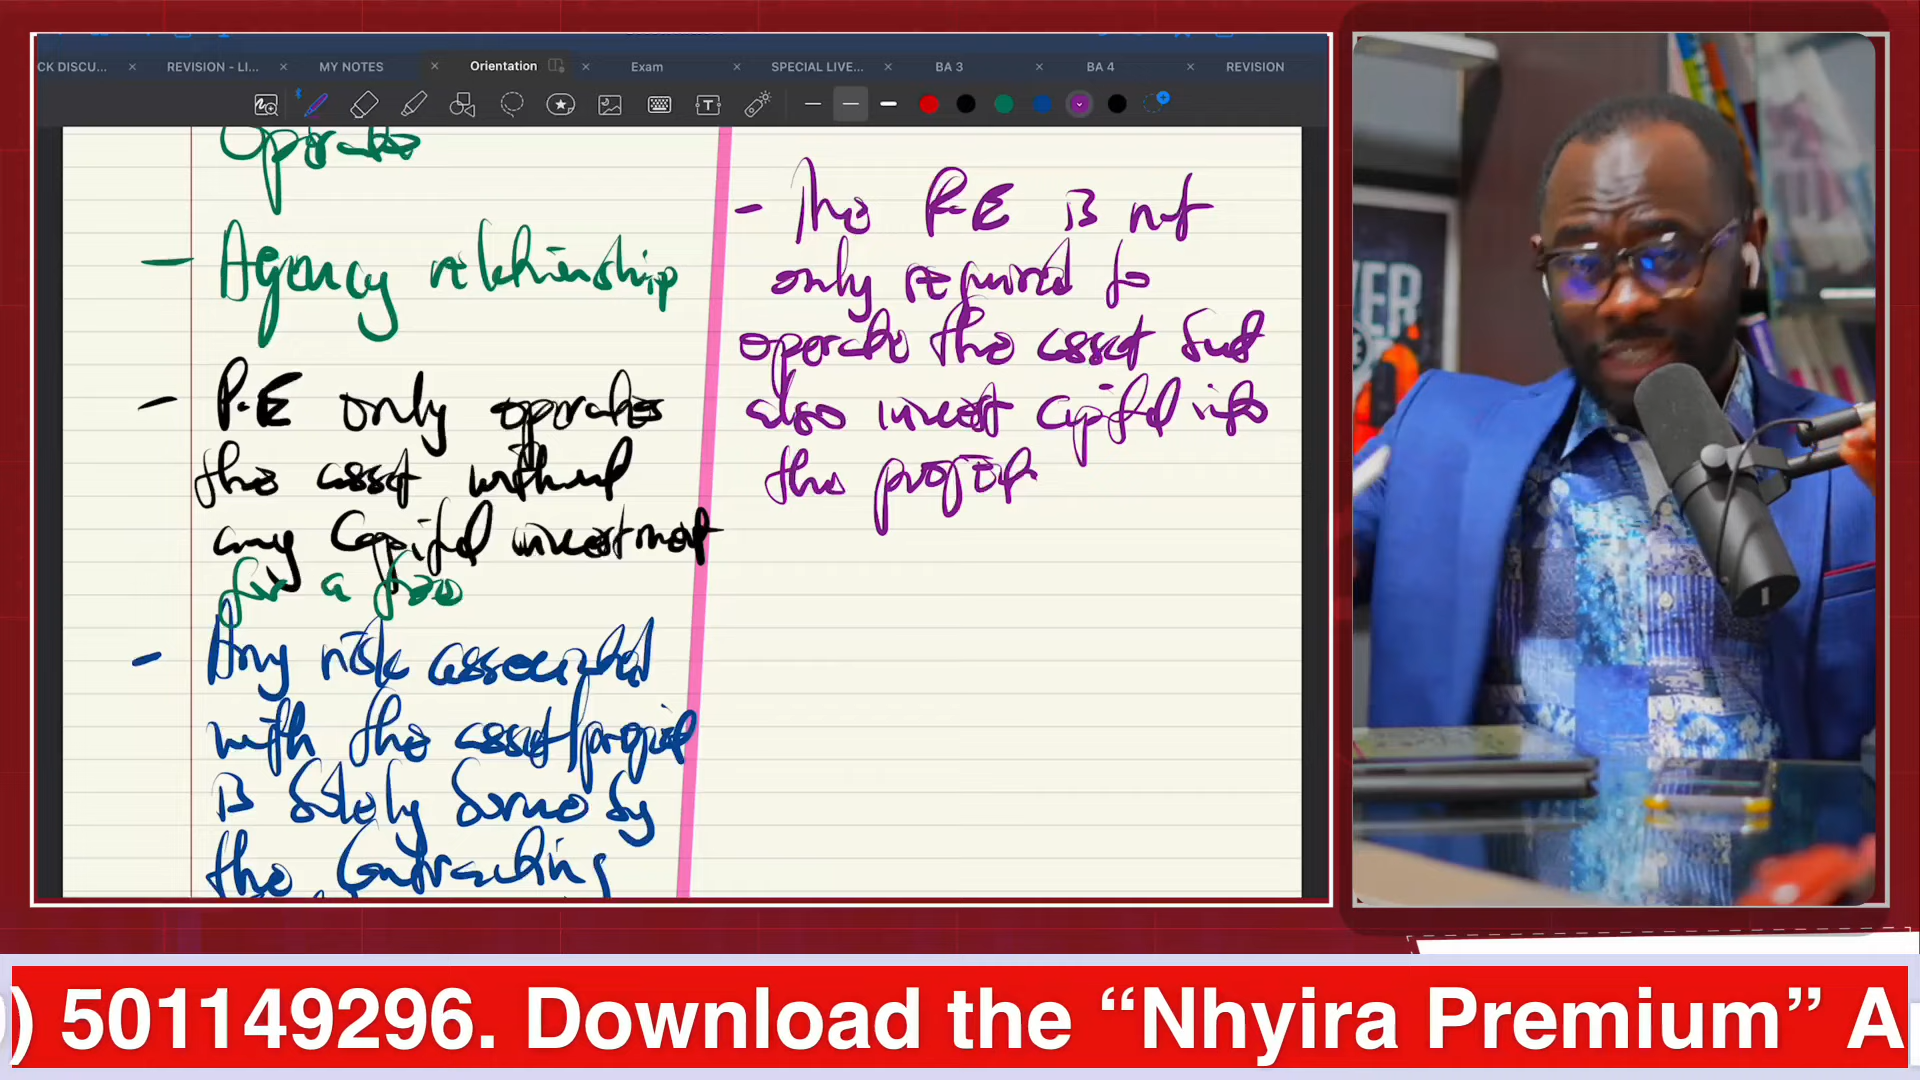 CK DISCU...
REVISION - LI...
MY NOTES
Orientation
Exam
SPECIAL LIVE...
BA 3
BA 4
REVISION
Operate
- Agency relationship
- P.E only operates
the asset without
any Capital investment
for a fee
- Any risk associated
with the asset/project
is solely borne by
the Contracting
- The P.E is not
only required to
operate the asset but
also invest capital into
the project
) 501149296. Download the “Nhyira Premium” A